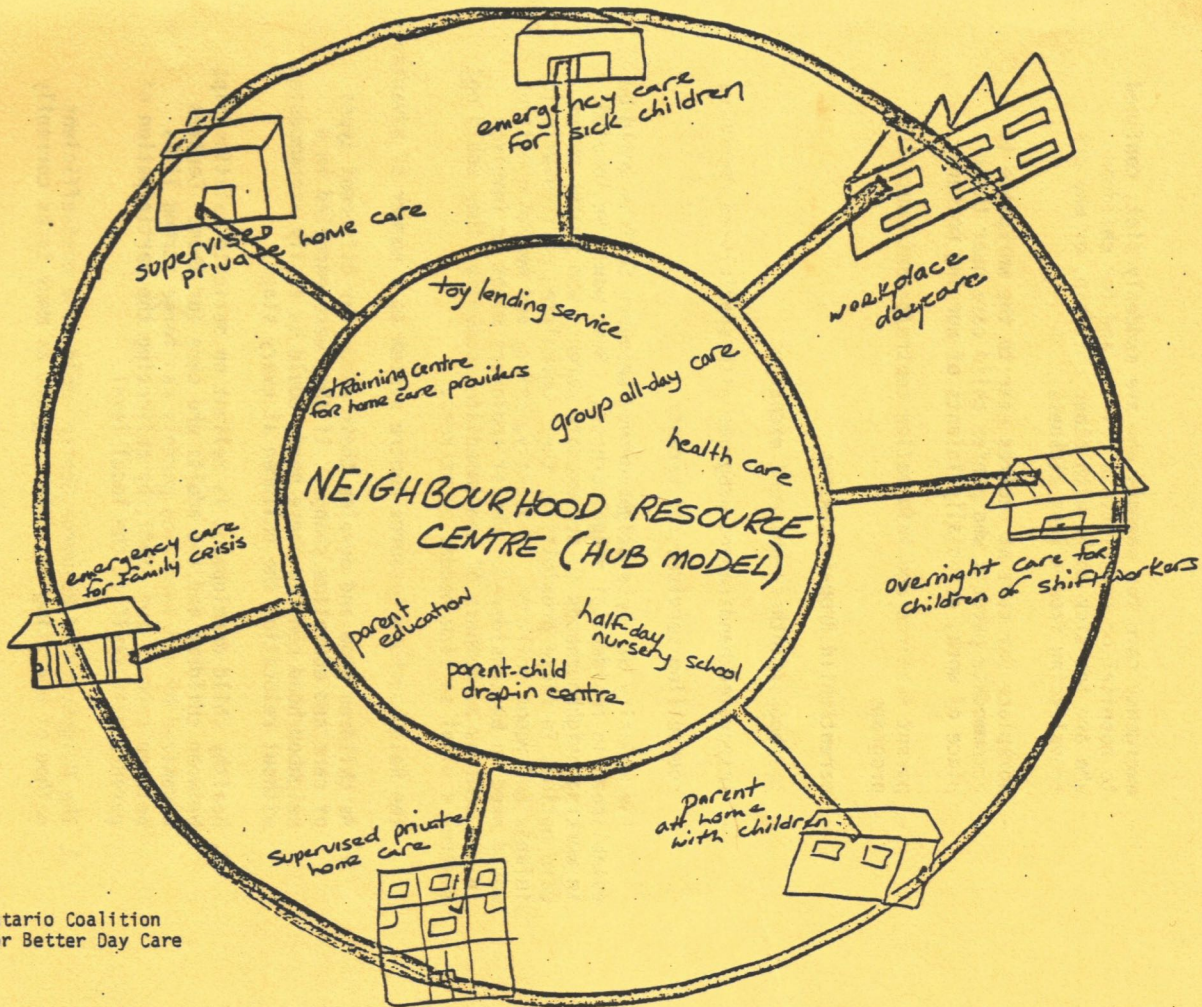 emergency care
for sick children
supervised
private home care
workplace
daycare
toy lending service
training centre
for home care providers
group all-day care
health care
NEIGHBOURHOOD RESOURCE
CENTRE (HUB MODEL)
overnight care for
children of shiftworkers
emergency care
for family crisis
parent
education
half-day
nursery school
parent-child
drop-in centre
parent
at home
with children
Supervised private
home care
tario Coalition
r Better Day Care